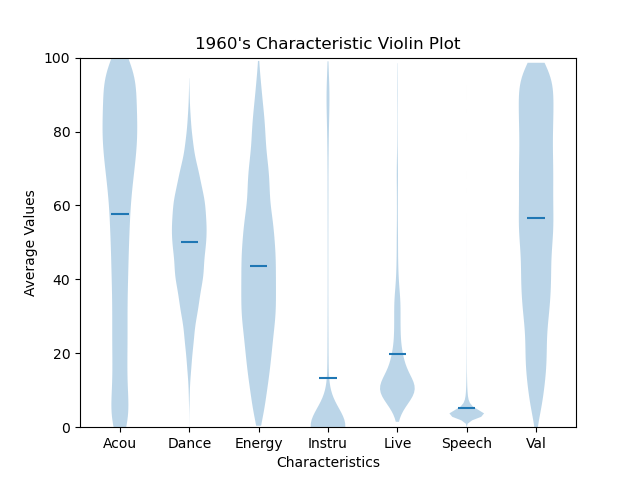 1960's Characteristic Violin Plot
100
80
60
40
20
0
Average Values
Acou Dance Energy Instru Live Speech Val
Characteristics